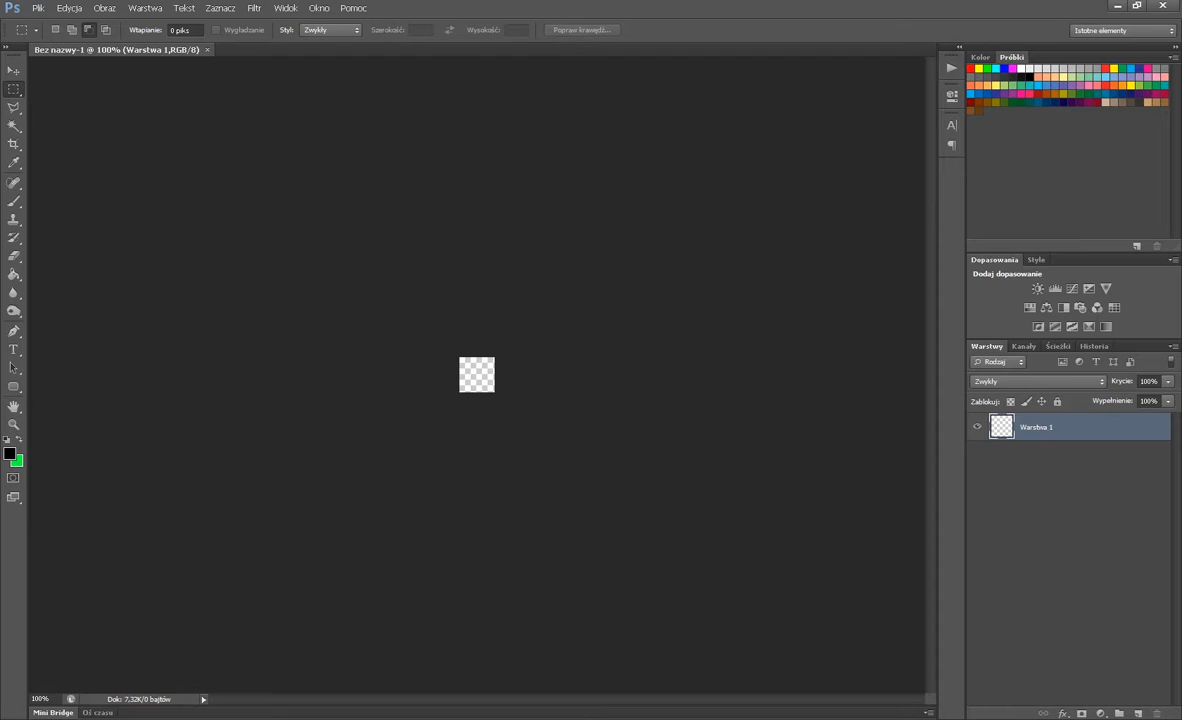 Ps Plik Edycja Obraz Warstwa Tekst Zaznacz Filtr Widok Okno Pomoc
Wtapianie: 0 piks Wygładzanie Styl: Zwykły Szerokość: Wysokość: Popraw krawędź... Istotne elementy
Bez nazwy-1 @ 100% (Warstwa 1,RGB/8) ×
Kolor Próbki
Dopasowania Style
Dodaj dopasowanie
Warstwy Kanały Ścieżki Historia
Rodzaj
Zwykły Krycie: 100%
Zablokuj: Wypełnienie: 100%
Warstwa 1
100% Dok: 7,32K/0 bajtów
Mini Bridge Oś czasu